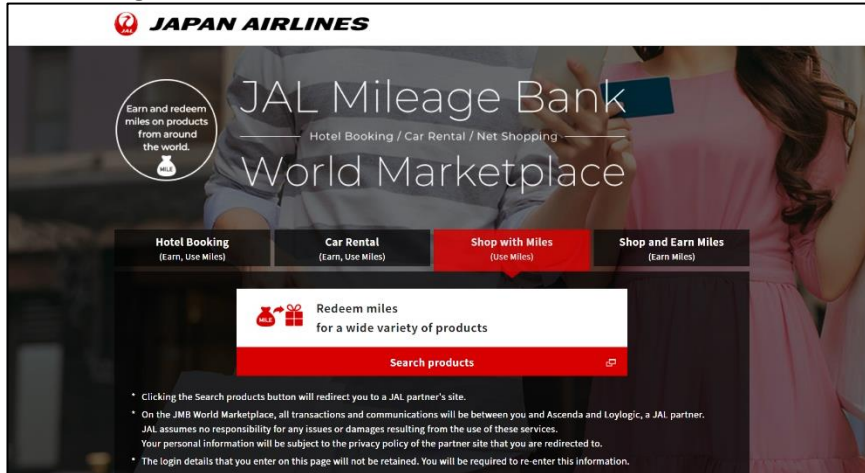 JAL
JAPAN AIRLINES
Earn and redeem
miles on products
from around
the world.
MILE
JAL Mileage Bank
Hotel Booking / Car Rental / Net Shopping
World Marketplace
Hotel Booking
(Earn, Use Miles)
Car Rental
(Earn, Use Miles)
Shop with Miles
(Use Miles)
Shop and Earn Miles
(Earn Miles)
MILE
Redeem miles
for a wide variety of products
Search products
* Clicking the Search products button will redirect you to a JAL partner's site.
* On the JMB World Marketplace, all transactions and communications will be between you and Ascenda and Loylogic, a JAL partner.
JAL assumes no responsibility for any issues or damages resulting from the use of these services.
Your personal information will be subject to the privacy policy of the partner site that you are redirected to.
* The login details that you enter on this page will not be retained. You will be required to re-enter this information.